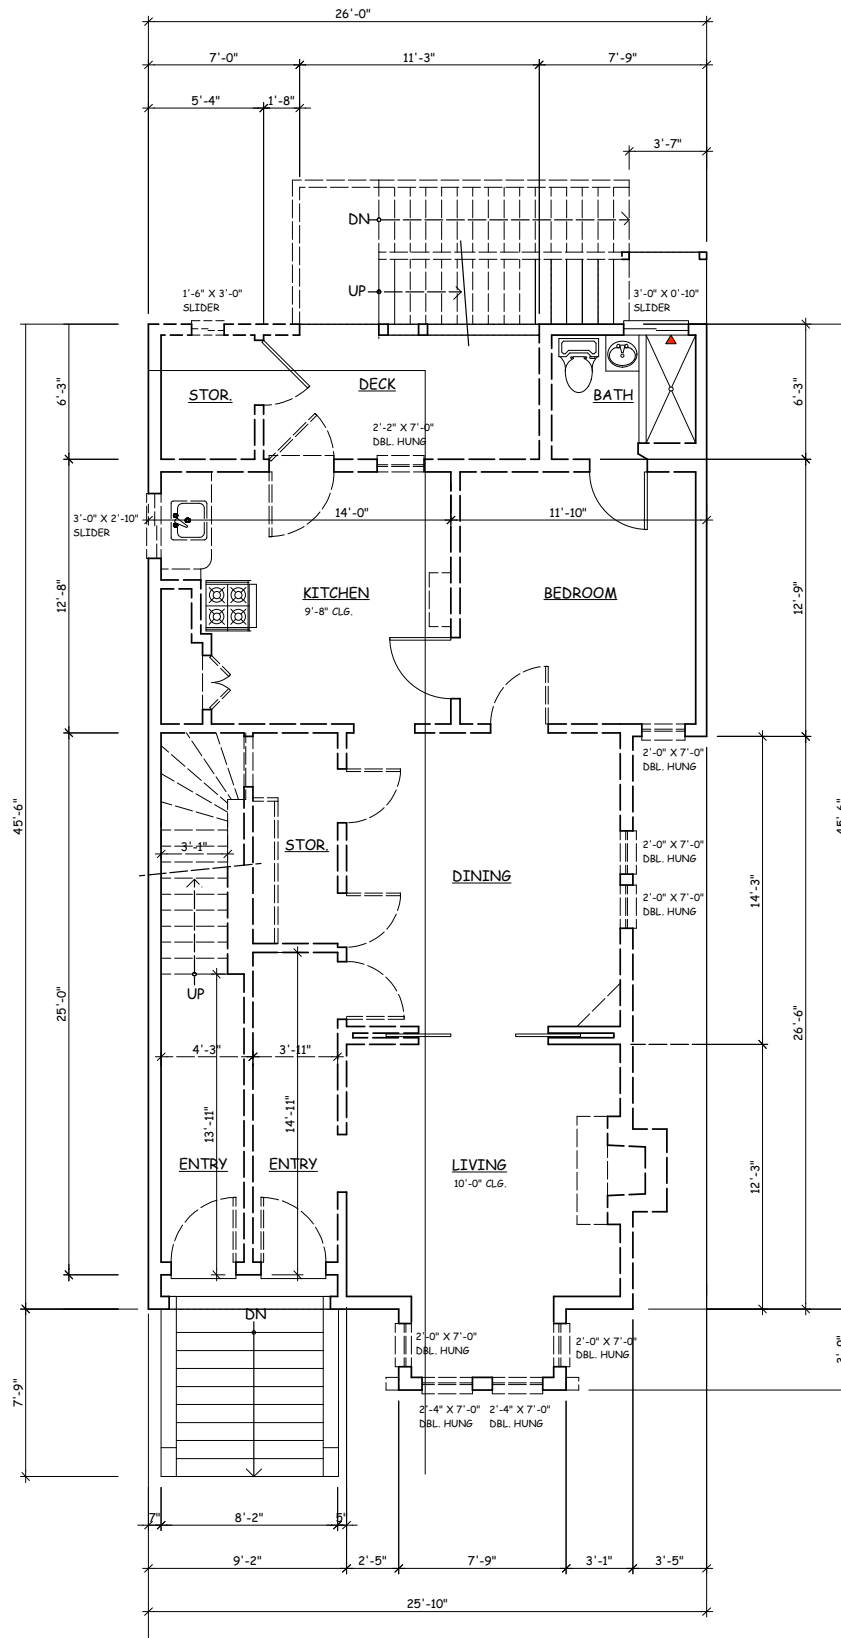 26'-0"
7'-0"
11'-3"
7'-9"
5'-4"
1'-8"
3'-7"
DN
UP
1'-6" X 3'-0"
SLIDER
3'-0" X 0'-10"
SLIDER
6'-3"
STOR.
DECK
BATH
6'-3"
2'-2" X 7'-0"
DBL. HUNG
3'-0" X 2'-10"
SLIDER
14'-0"
11'-10"
12'-8"
KITCHEN
9'-8" CLG.
BEDROOM
12'-9"
2'-0" X 7'-0"
DBL. HUNG
45'-6"
3'-1"
STOR.
DINING
2'-0" X 7'-0"
DBL. HUNG
2'-0" X 7'-0"
DBL. HUNG
14'-3"
45'-6"
UP
25'-0"
26'-6"
4'-3"
3'-11"
13'-11"
14'-11"
ENTRY
ENTRY
LIVING
10'-0" CLG.
12'-3"
DN
2'-0" X 7'-0"
DBL. HUNG
2'-0" X 7'-0"
DBL. HUNG
3'-9"
7'-9"
2'-4" X 7'-0"
DBL. HUNG
2'-4" X 7'-0"
DBL. HUNG
7"
8'-2"
5"
9'-2"
2'-5"
7'-9"
3'-1"
3'-5"
25'-10"